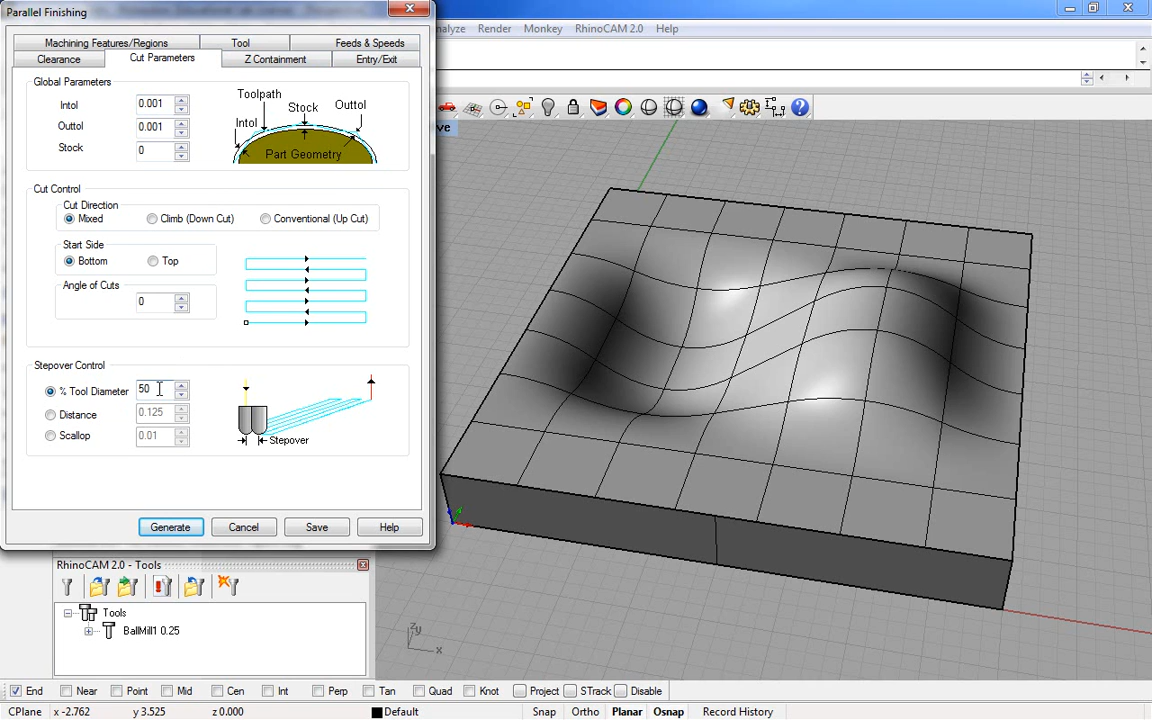 Parallel Finishing
Machining Features/Regions Tool Feeds & Speeds
Clearance Cut Parameters Z Containment Entry/Exit
Global Parameters
Intol 0.001
Outtol 0.001
Stock 0
Toolpath
Stock
Outtol
Intol
Part Geometry
Cut Control
Cut Direction
Mixed Climb (Down Cut) Conventional (Up Cut)
Start Side
Bottom Top
Angle of Cuts
0
Stepover Control
% Tool Diameter 50
Distance 0.125
Scallop 0.01
Stepover
Generate Cancel Save Help
nalyze Render Monkey RhinoCAM 2.0 Help
ve
RhinoCAM 2.0 - Tools
Tools
BallMill1 0.25
zy
x
End Near Point Mid Cen Int Perp Tan Quad Knot Project STrack Disable
CPlane x -2.762 y 3.525 z 0.000 Default Snap Ortho Planar Osnap Record History